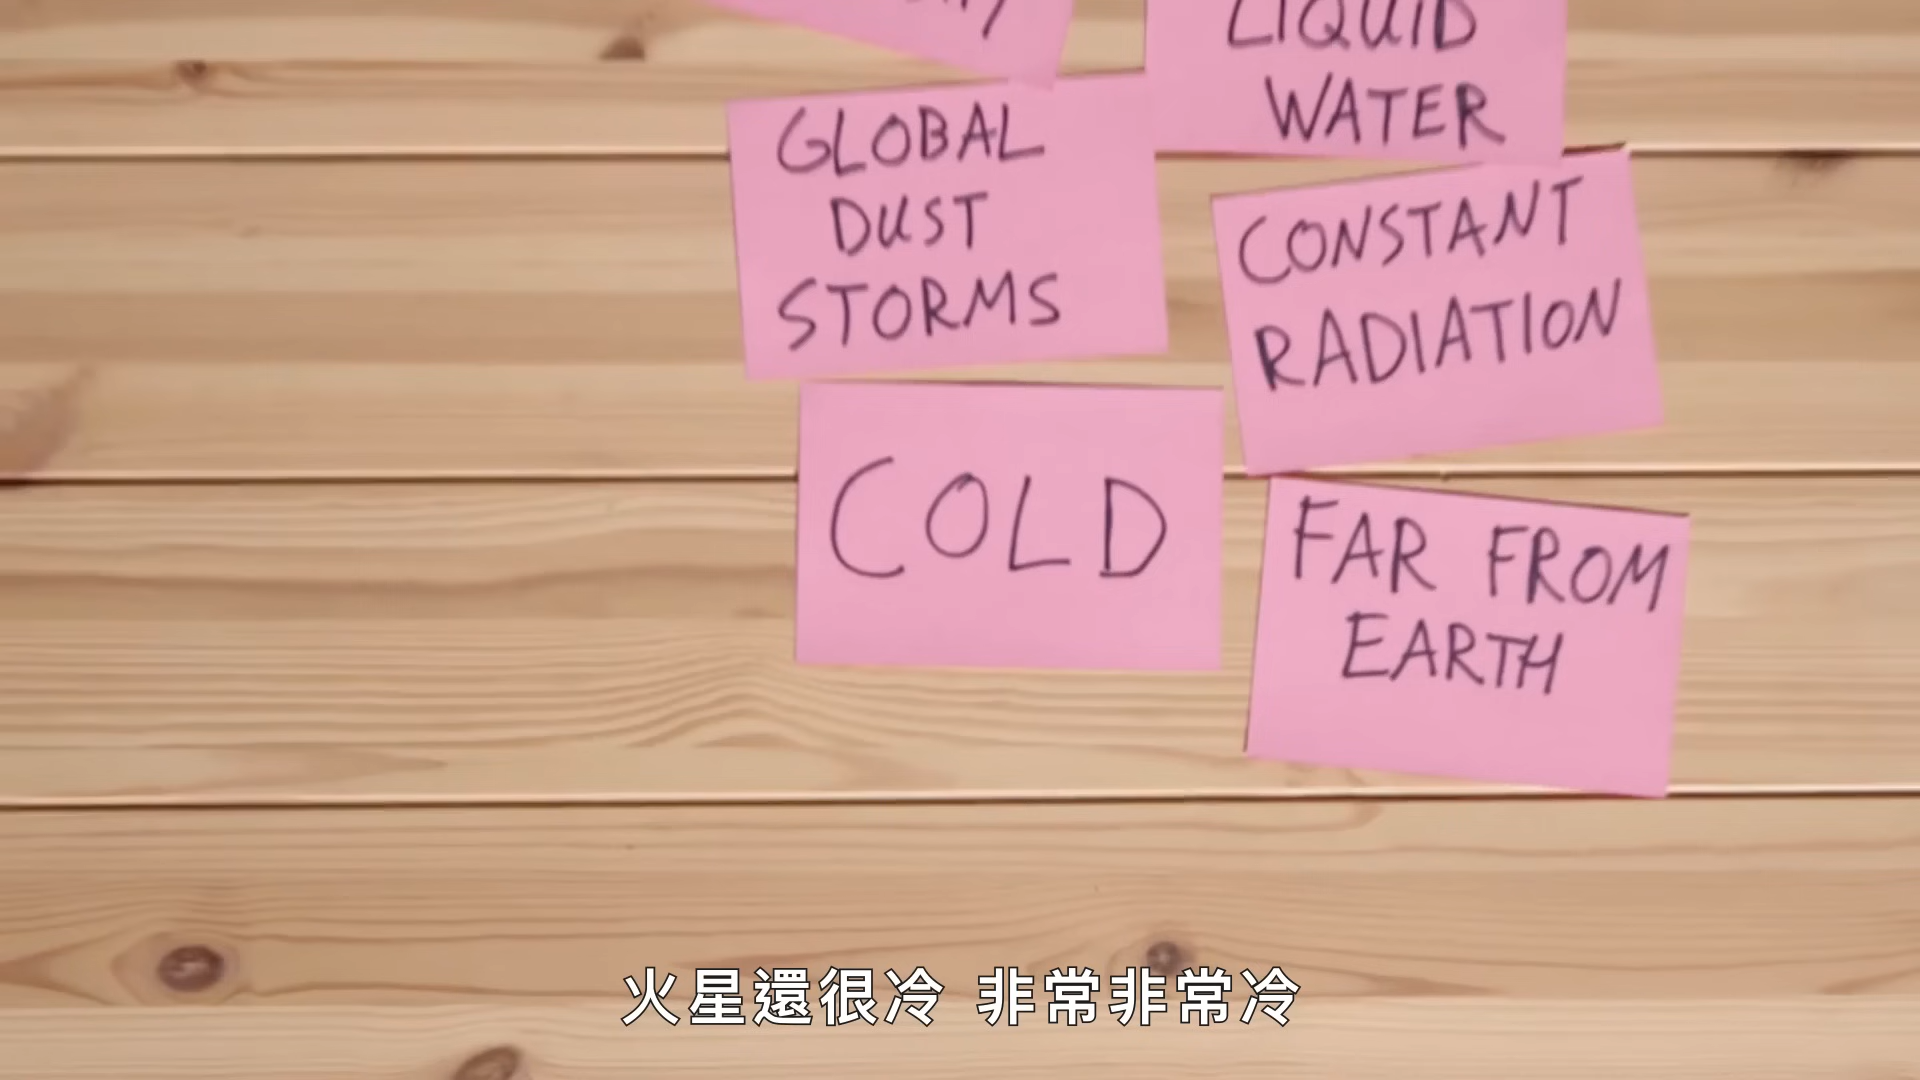 LIQUID
WATER
GLOBAL
DUST
STORMS
CONSTANT
RADIATION
COLD
FAR FROM
EARTH
火星還很冷 非常非常冷